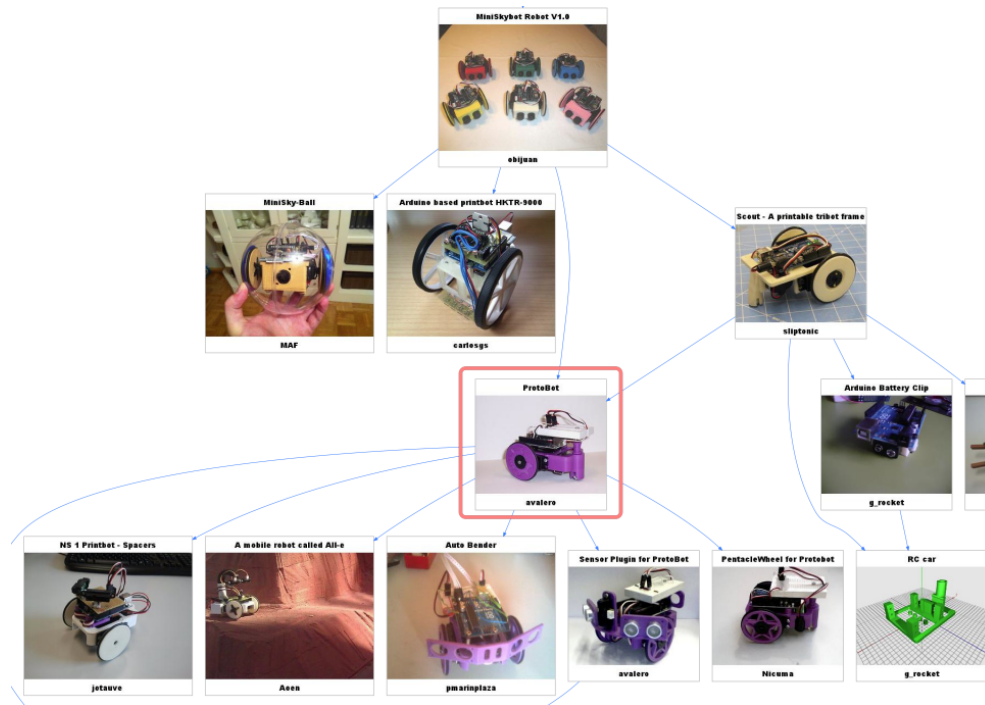 MiniSkybot Robot V1.0
obijuan
MiniSky-Ball
MAF
Arduino based printbot HKTR-9000
carlosgs
Scout - A printable tribot frame
sliptonic
ProtoBot
avalero
Arduino Battery Clip
g_rocket
NS 1 Printbot - Spacers
jetauve
A mobile robot called All-e
Aeen
Auto Bender
pmarinplaza
Sensor Plugin for ProtoBot
avalero
PentacleWheel for Protobot
Nicuma
RC car
g_rocket